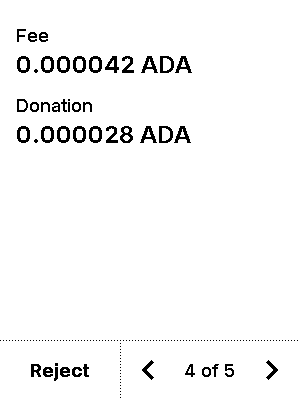 Fee
0.000042 ADA
Donation
0.000028 ADA
Reject
4 of 5